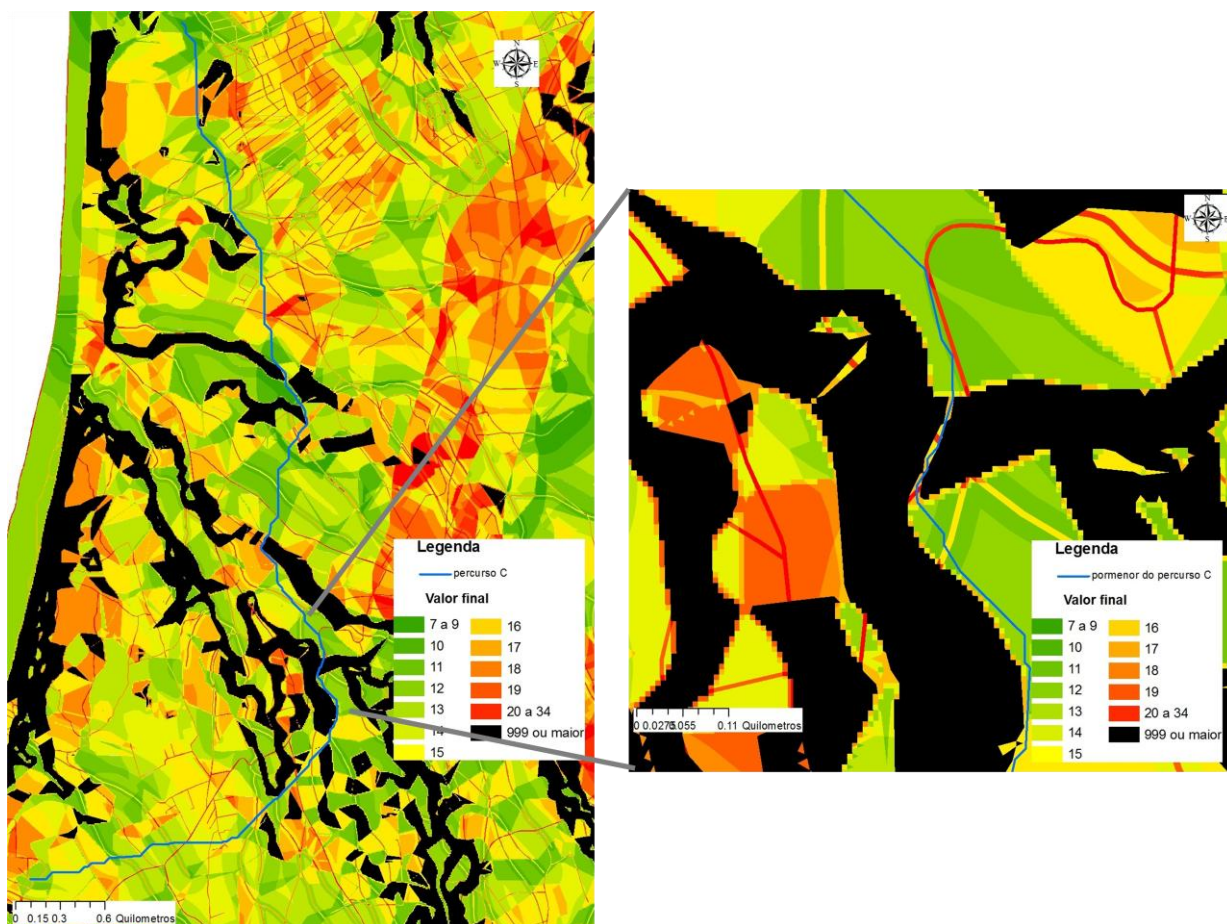 N
W E
S
Legenda
percurso C
Valor final
7 a 9 16
10 17
11 18
12 19
13 20 a 34
14 999 ou maior
15
0 0.15 0.3 0.6 Quilometros
N
W E
S
Legenda
pormenor do percurso C
Valor final
7 a 9 16
10 17
11 18
12 19
13 20 a 34
14 999 ou maior
15
0 0.11 Quilometros